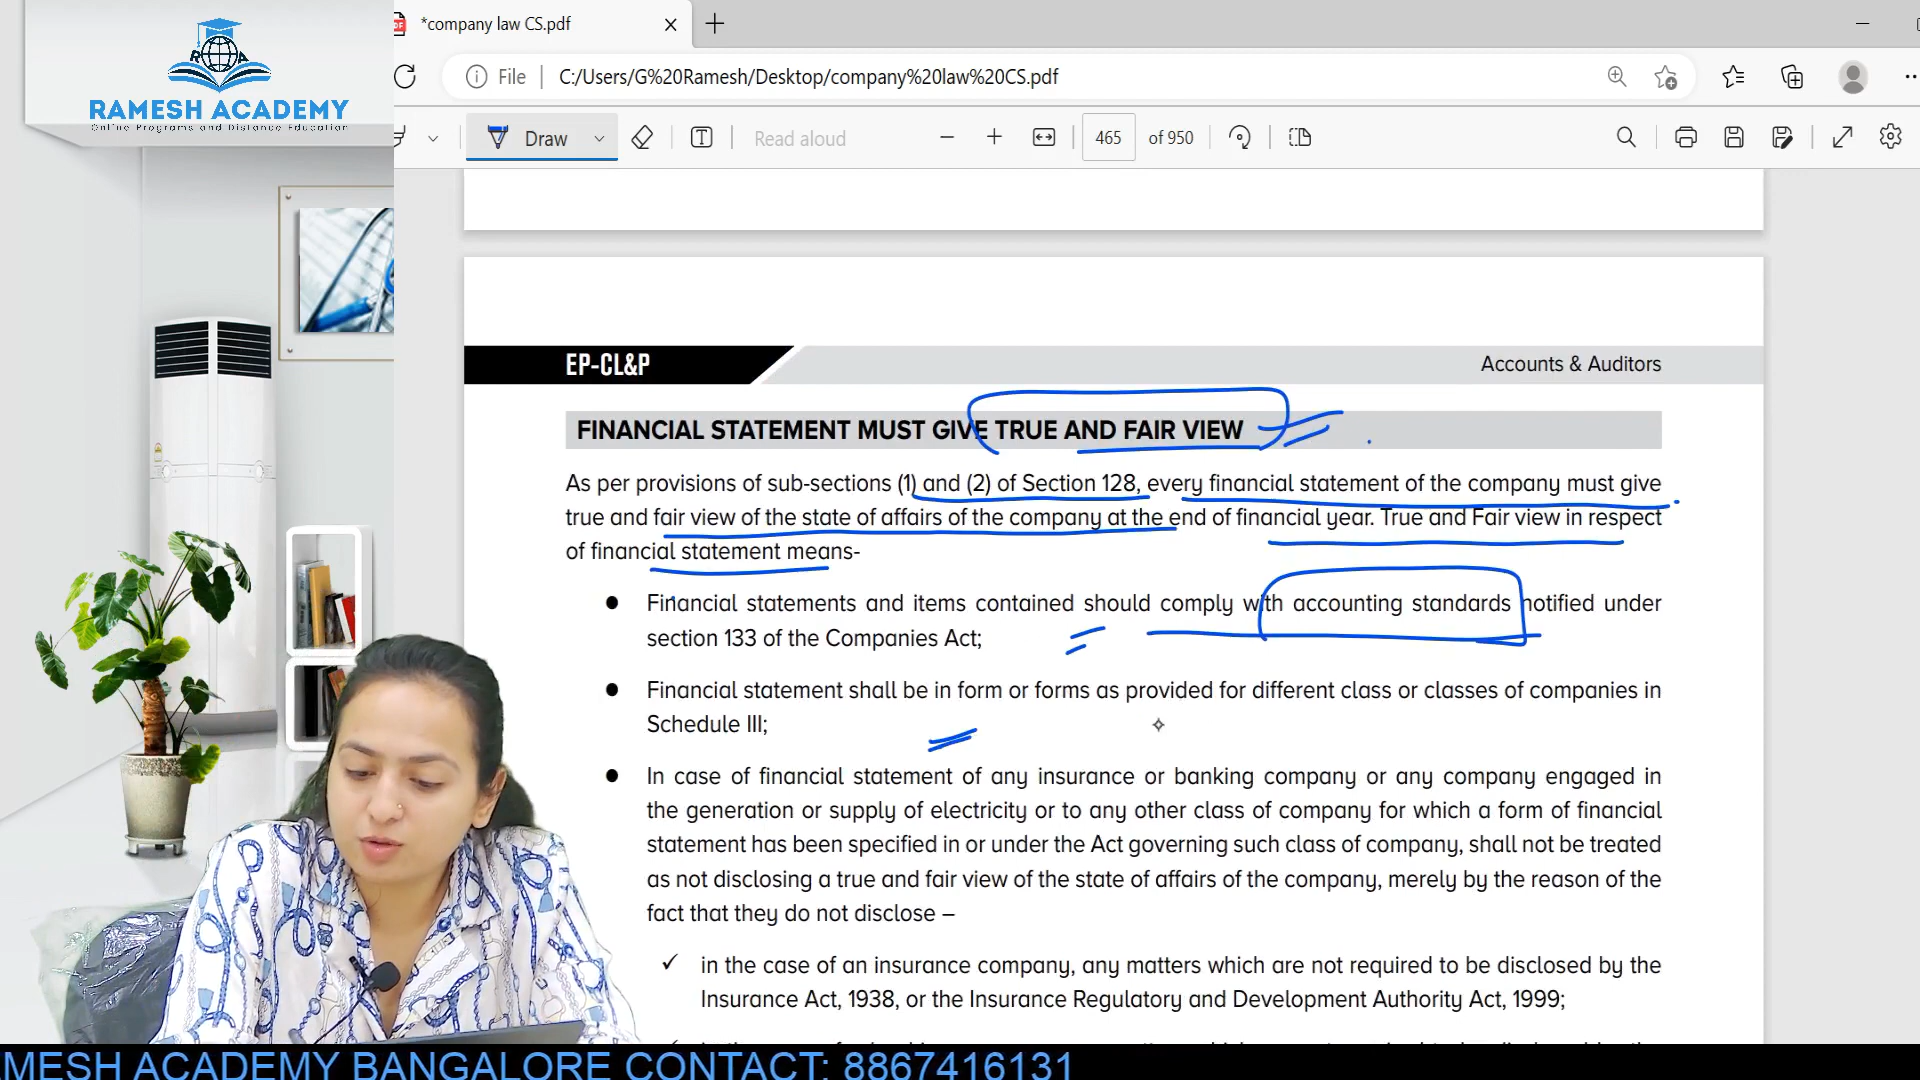 *company law CS.pdf
File
C:/Users/G%20Ramesh/Desktop/company%20law%20CS.pdf
R A
RAMESH ACADEMY
Online Programs and Distance Education
Draw
Read aloud
465 of 950
EP-CL&P
Accounts & Auditors
FINANCIAL STATEMENT MUST GIVE TRUE AND FAIR VIEW
As per provisions of sub-sections (1) and (2) of Section 128, every financial statement of the company must give
true and fair view of the state of affairs of the company at the end of financial year. True and Fair view in respect
of financial statement means-
● Financial statements and items contained should comply with accounting standards notified under
section 133 of the Companies Act;
● Financial statement shall be in form or forms as provided for different class or classes of companies in
Schedule III;
● In case of financial statement of any insurance or banking company or any company engaged in
the generation or supply of electricity or to any other class of company for which a form of financial
statement has been specified in or under the Act governing such class of company, shall not be treated
as not disclosing a true and fair view of the state of affairs of the company, merely by the reason of the
fact that they do not disclose –
✓ in the case of an insurance company, any matters which are not required to be disclosed by the
Insurance Act, 1938, or the Insurance Regulatory and Development Authority Act, 1999;
MESH ACADEMY BANGALORE CONTACT: 8867416131